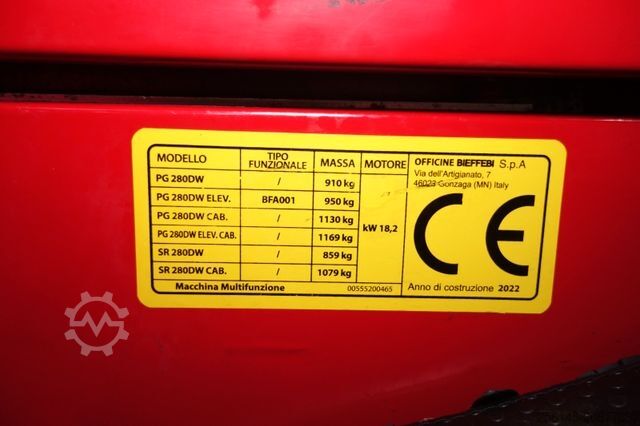 MODELLO TIPO FUNZIONALE MASSA MOTORE
PG 280DW / 910 kg
PG 280DW ELEV. BFA001 950 kg
PG 280DW CAB. / 1130 kg
PG 280DW ELEV. CAB. / 1169 kg
SR 280DW / 859 kg
SR 280DW CAB. / 1079 kg
kW 18,2
Macchina Multifunzione 00555200465
OFFICINE BIEFFEBI S.p.A
Via dell'Artigianato, 7
46023 Gonzaga (MN) Italy
CE
Anno di costruzione 2022